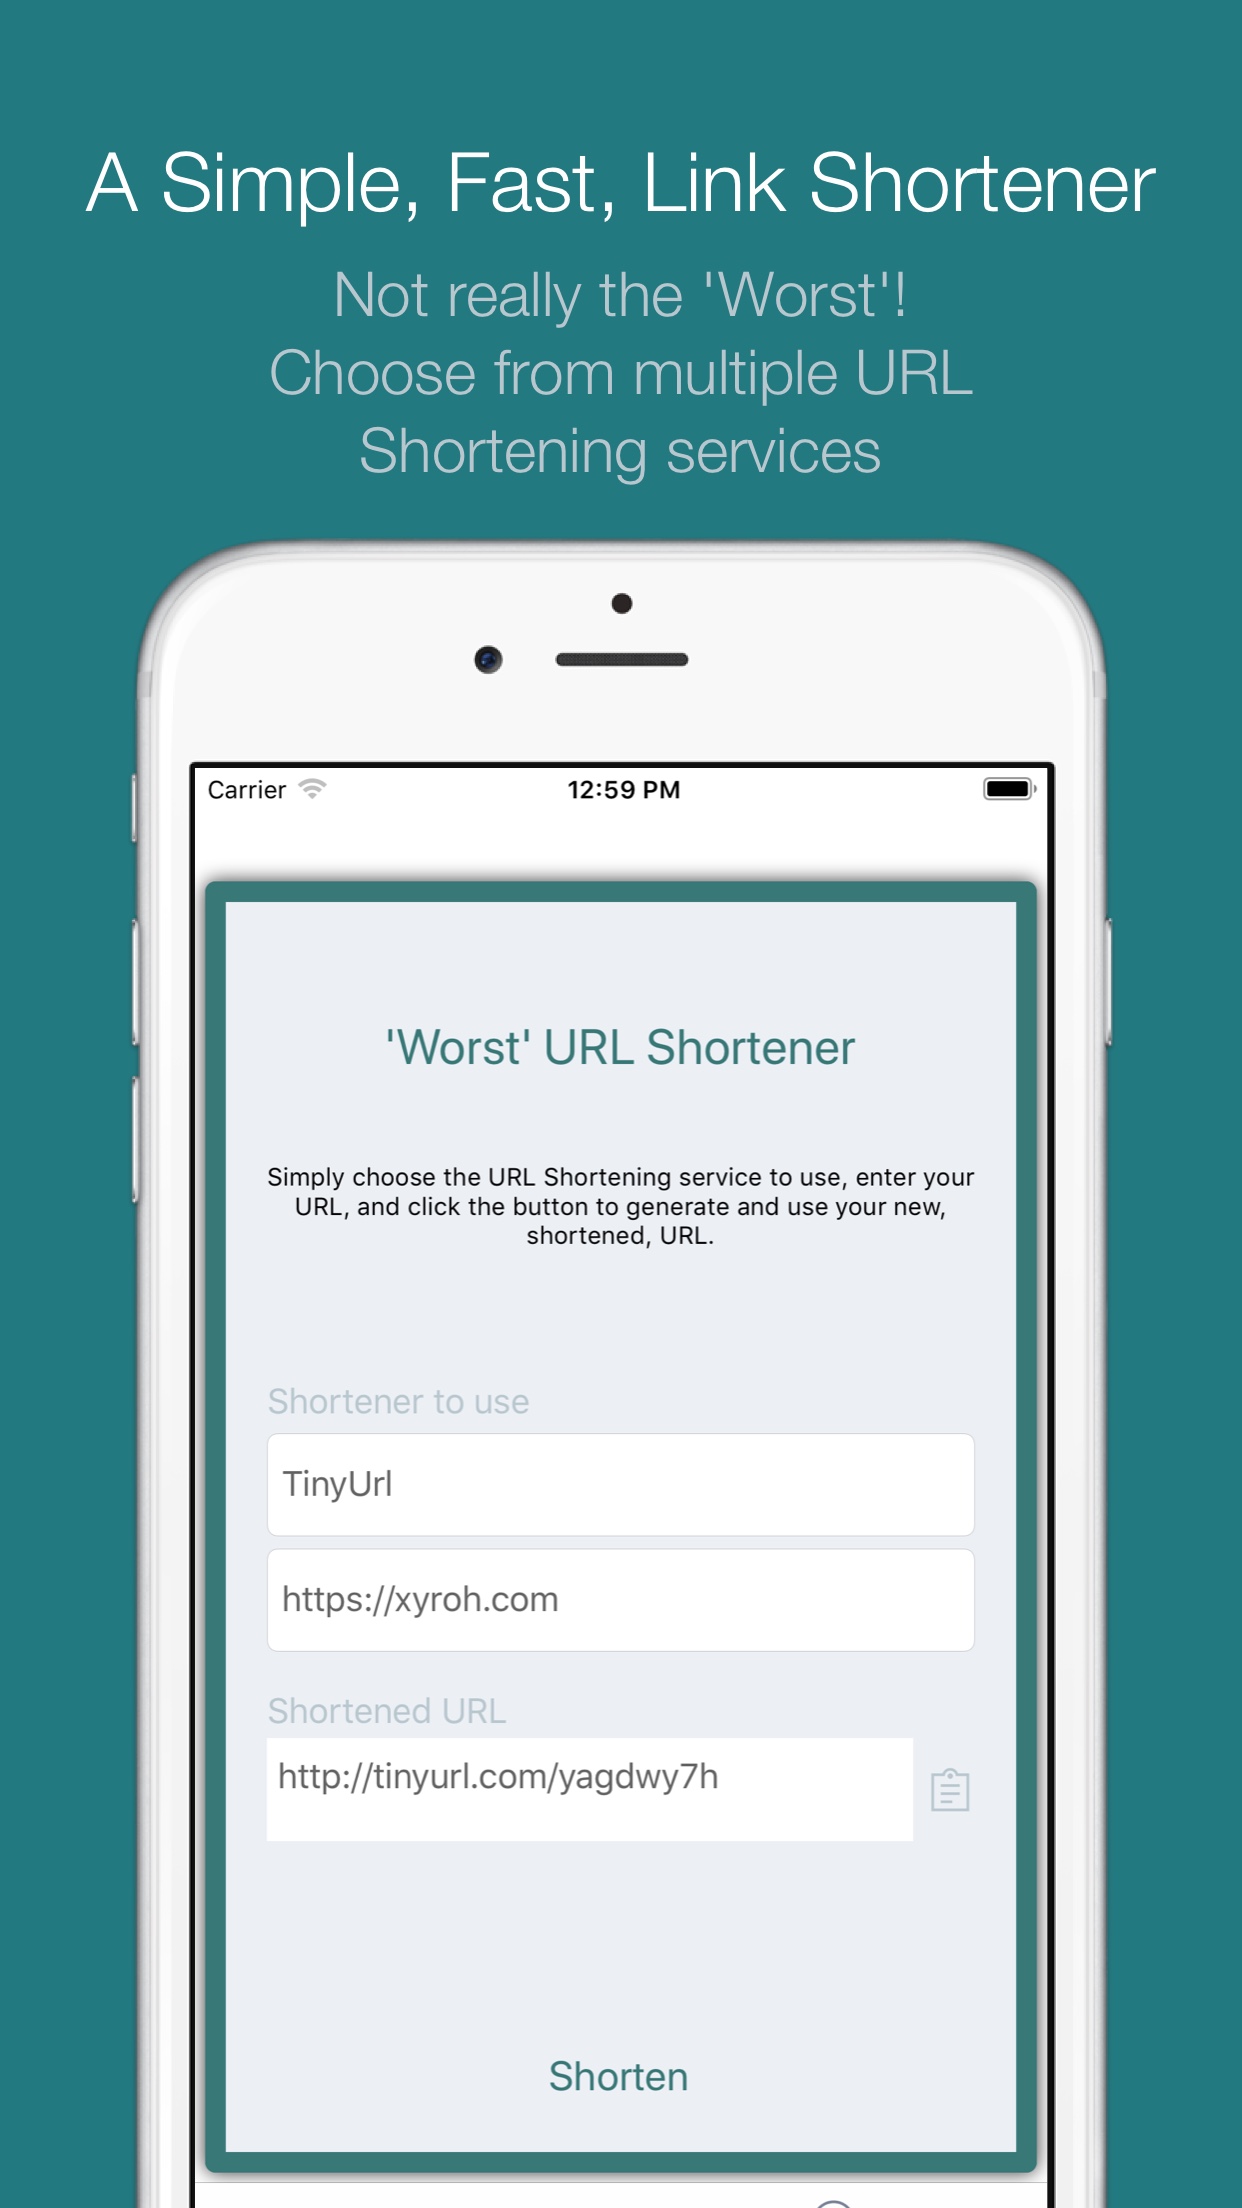 A Simple, Fast, Link Shortener
Not really the 'Worst'!
Choose from multiple URL
Shortening services
Carrier 12:59 PM
'Worst' URL Shortener
Simply choose the URL Shortening service to use, enter your
URL, and click the button to generate and use your new,
shortened, URL.
Shortener to use
TinyUrl
https://xyroh.com
Shortened URL
http://tinyurl.com/yagdwy7h
Shorten